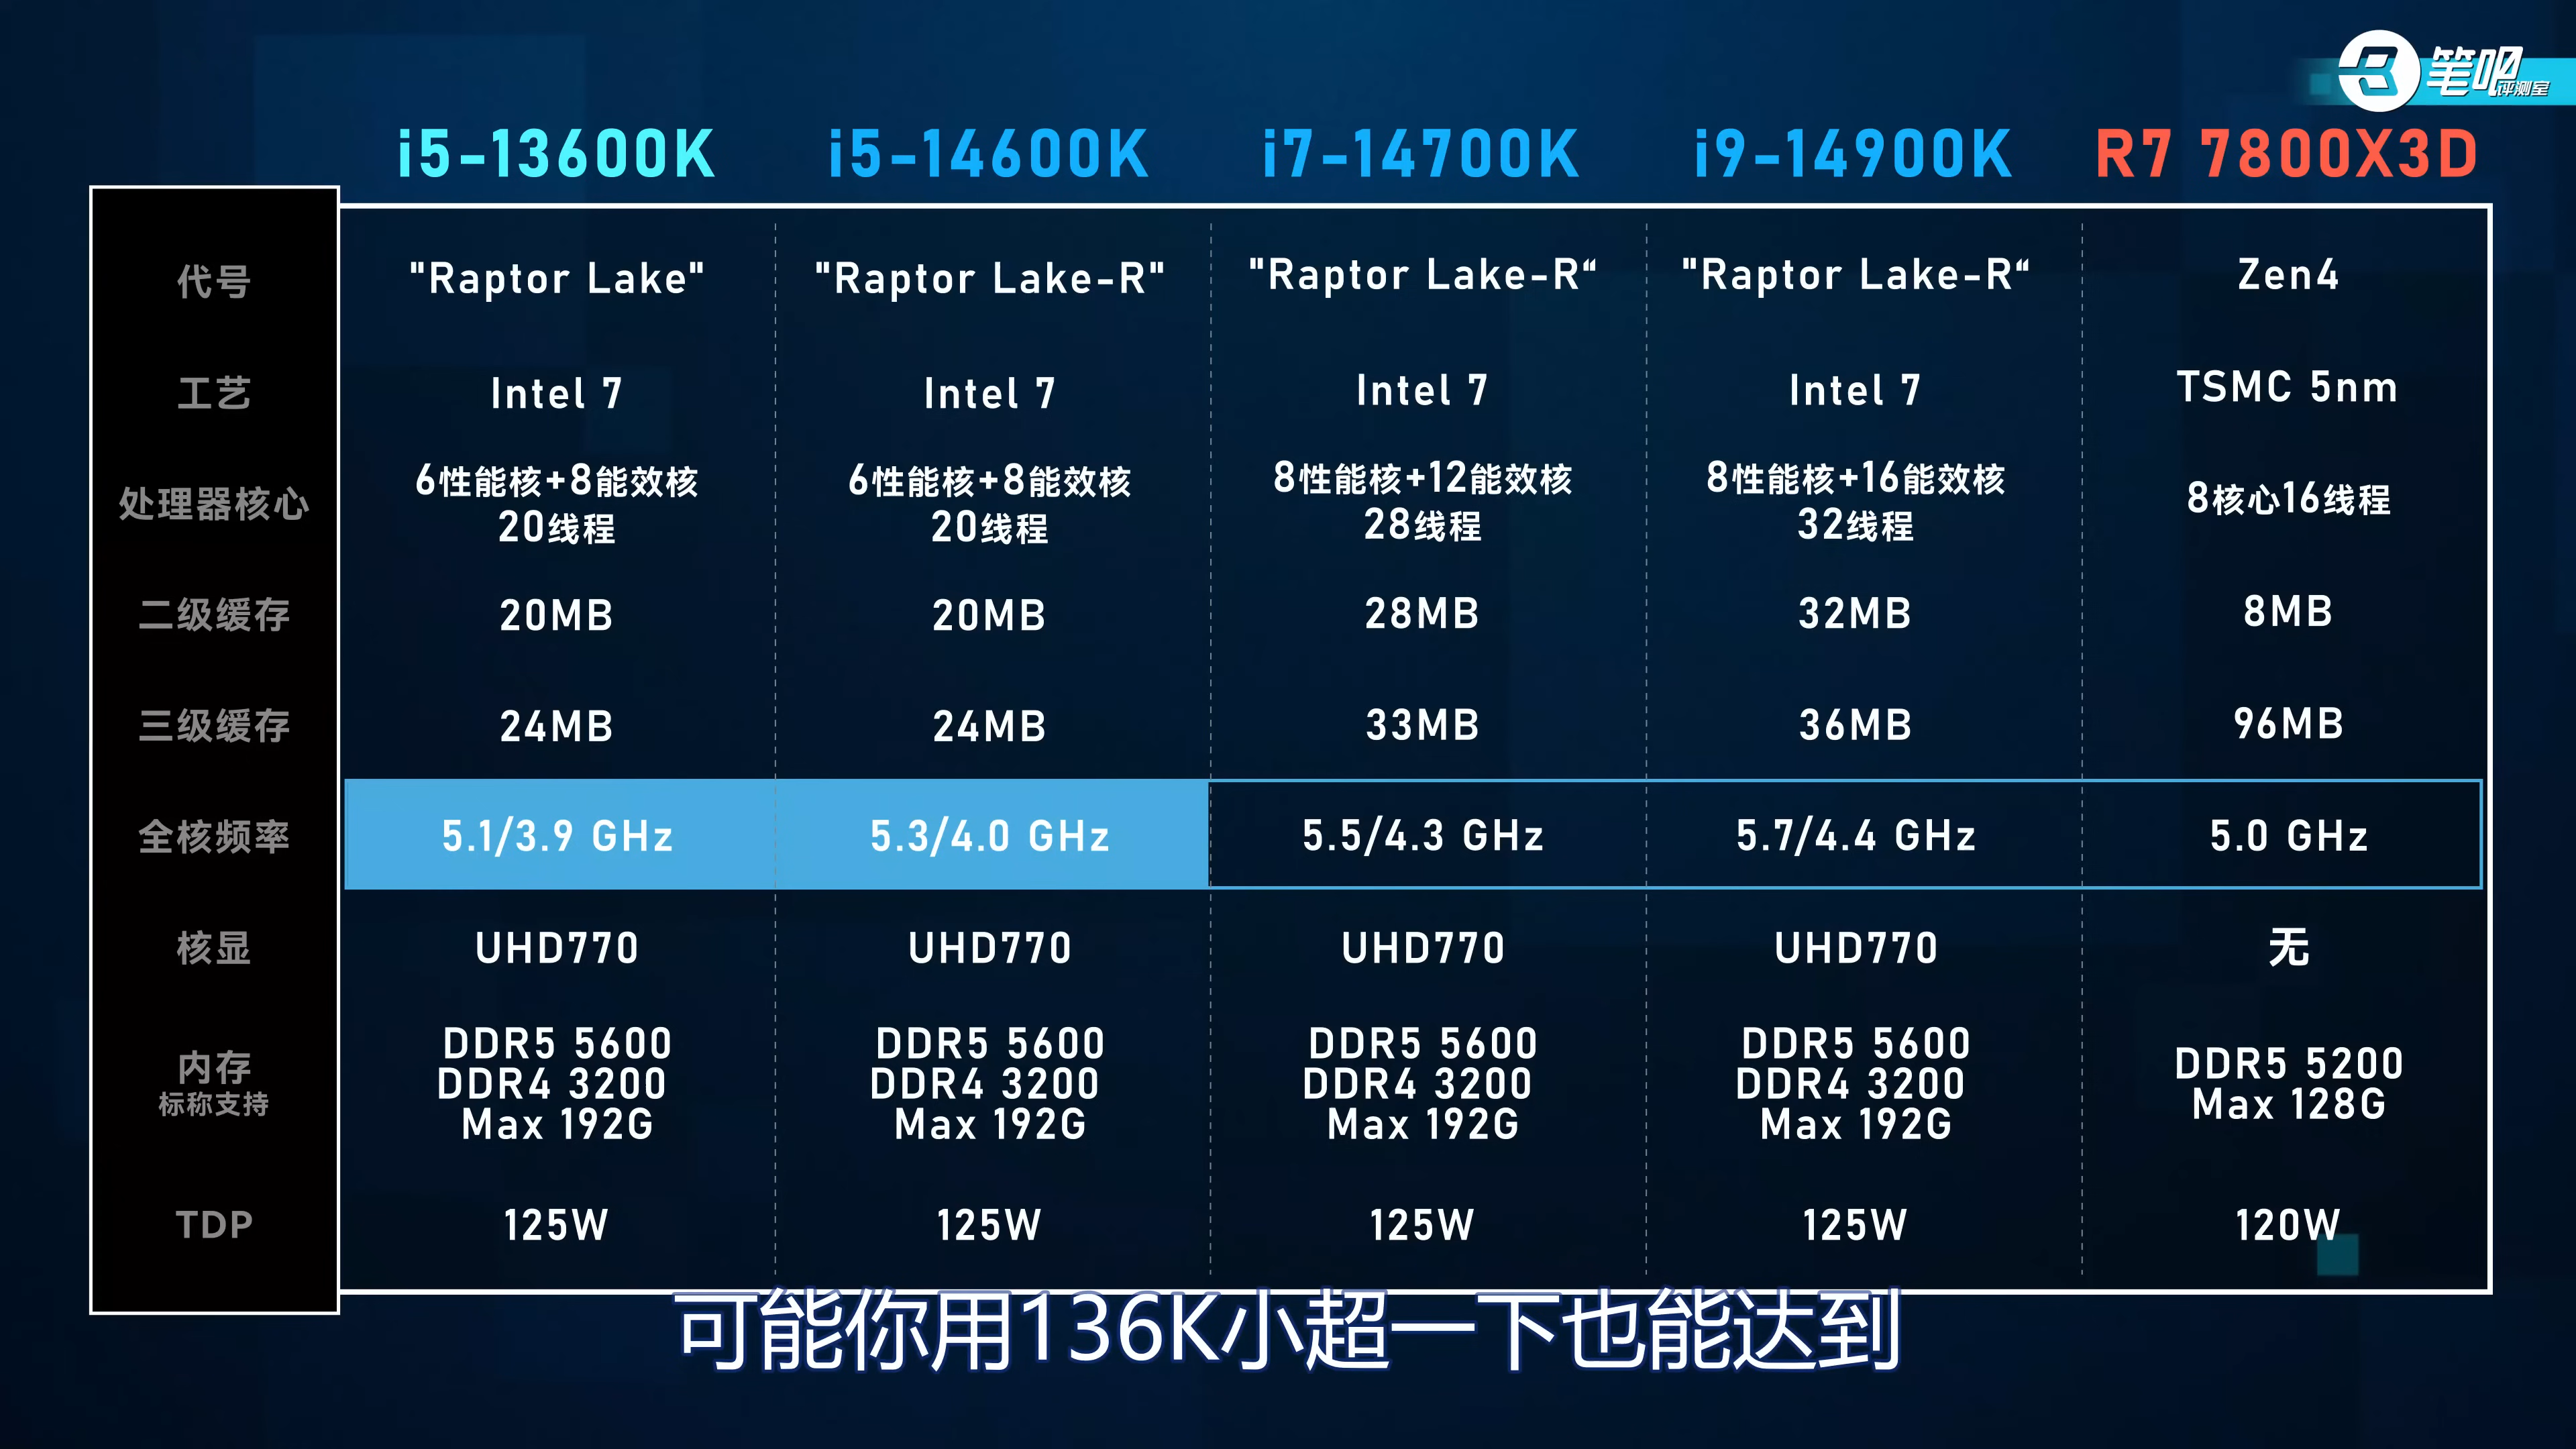 笔吧评测室
i5-13600K i5-14600K i7-14700K i9-14900K R7 7800X3D
代号 "Raptor Lake" "Raptor Lake-R" "Raptor Lake-R“ "Raptor Lake-R“ Zen4
工艺 Intel 7 Intel 7 Intel 7 Intel 7 TSMC 5nm
处理器核心 6性能核+8能效核 6性能核+8能效核 8性能核+12能效核 8性能核+16能效核 8核心16线程
20线程 20线程 28线程 32线程
二级缓存 20MB 20MB 28MB 32MB 8MB
三级缓存 24MB 24MB 33MB 36MB 96MB
全核频率 5.1/3.9 GHz 5.3/4.0 GHz 5.5/4.3 GHz 5.7/4.4 GHz 5.0 GHz
核显 UHD770 UHD770 UHD770 UHD770 无
内存 DDR5 5600 DDR5 5600 DDR5 5600 DDR5 5600 DDR5 5200
标称支持 DDR4 3200 DDR4 3200 DDR4 3200 DDR4 3200 Max 128G
Max 192G Max 192G Max 192G Max 192G
TDP 125W 125W 125W 125W 120W
可能你用136K小超一下也能达到